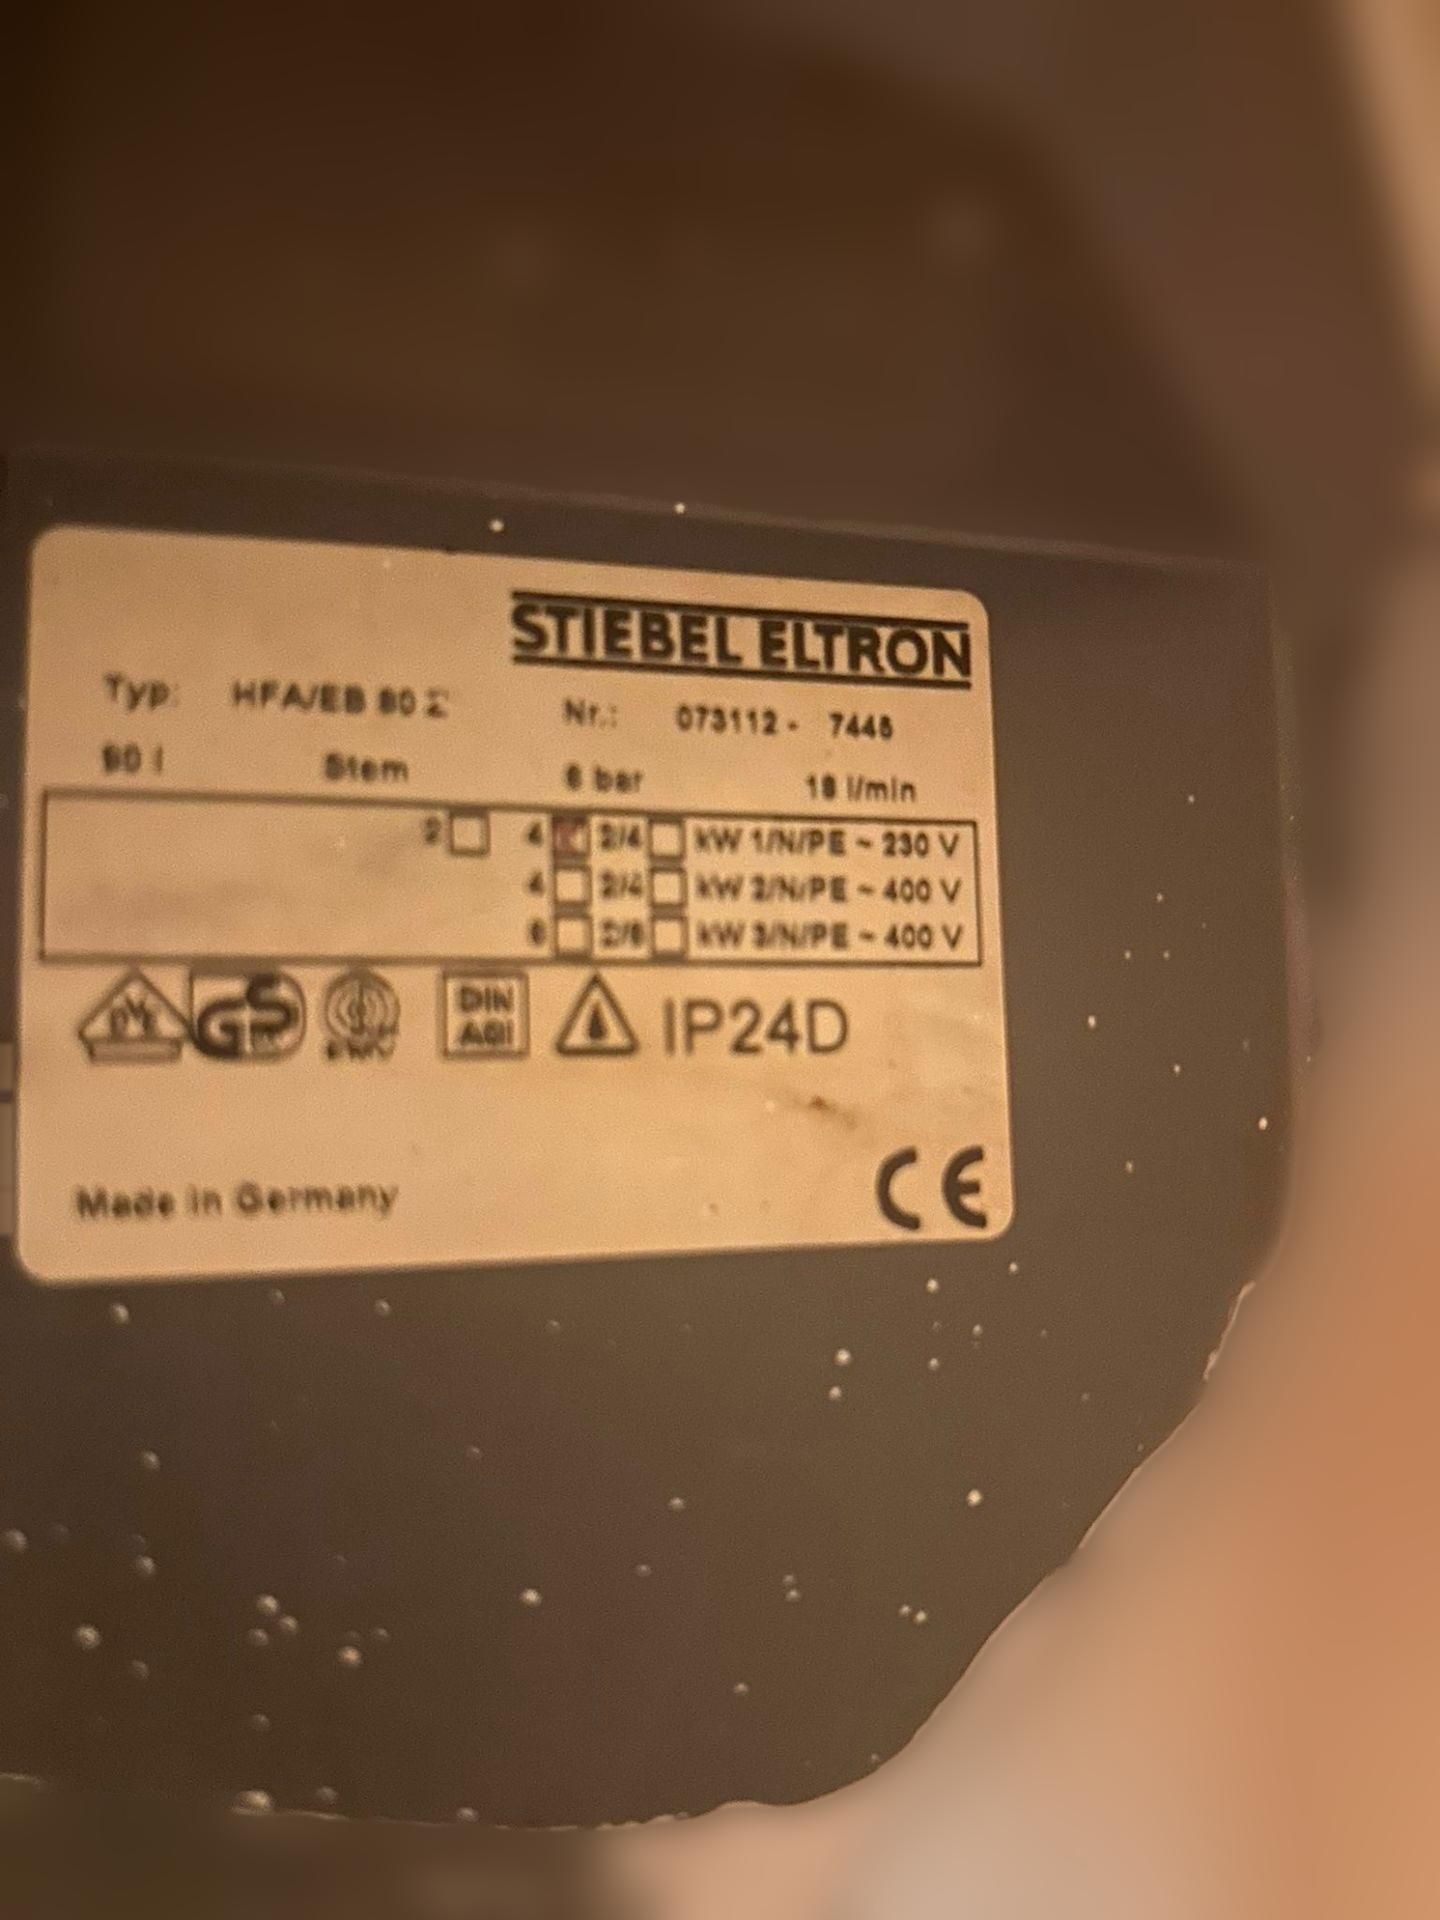 STIEBEL ELTRON
Typ: HFA/EB 80 Z Nr.: 073112 - 7448
80 l 6 bar 18 l/min
2 4 2/4 kW 1/N/PE ~ 230 V
4 2/4 kW 2/N/PE ~ 400 V
6 2/6 kW 3/N/PE ~ 400 V
GS DIN IP24D
Made in Germany CE